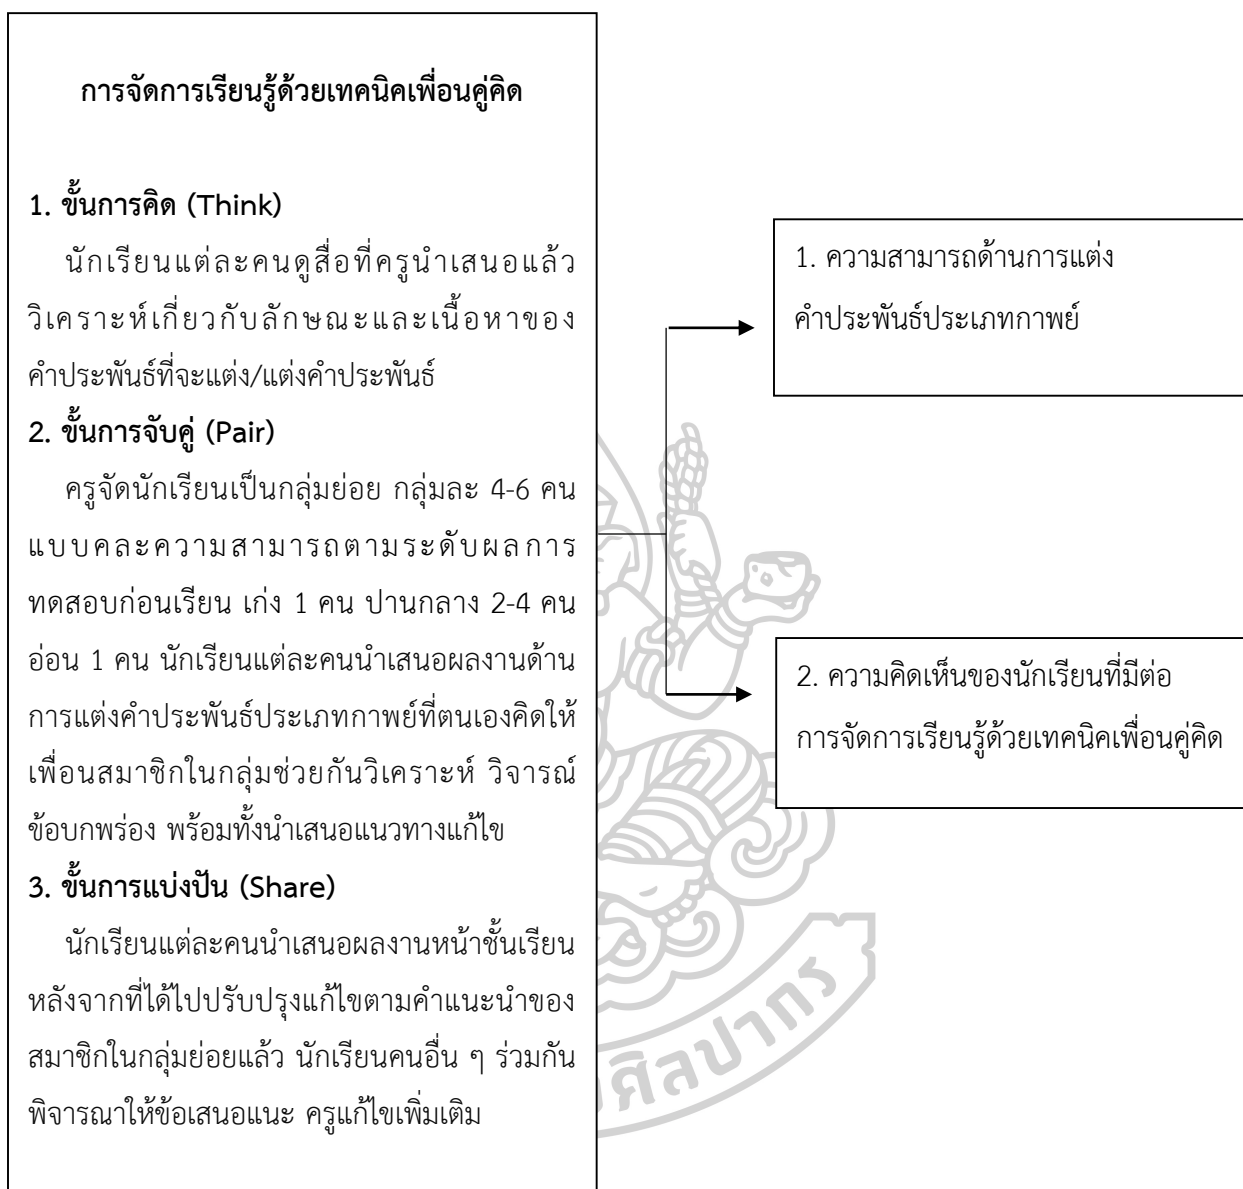 การจัดการเรียนรู้ด้วยเทคนิคเพื่อนคู่คิด
1. ขั้นการคิด (Think)
นักเรียนแต่ละคนดูสื่อที่ครูนำเสนอแล้ว
วิเคราะห์เกี่ยวกับลักษณะและเนื้อหาของ
คำประพันธ์ที่จะแต่ง/แต่งคำประพันธ์
2. ขั้นการจับคู่ (Pair)
ครูจัดนักเรียนเป็นกลุ่มย่อย กลุ่มละ 4-6 คน
แบบคละความสามารถตามระดับผลการ
ทดสอบก่อนเรียน เก่ง 1 คน ปานกลาง 2-4 คน
อ่อน 1 คน นักเรียนแต่ละคนนำเสนอผลงานด้าน
การแต่งคำประพันธ์ประเภทกาพย์ที่ตนเองคิดให้
เพื่อนสมาชิกในกลุ่มช่วยกันวิเคราะห์ วิจารณ์
ข้อบกพร่อง พร้อมทั้งนำเสนอแนวทางแก้ไข
3. ขั้นการแบ่งปัน (Share)
นักเรียนแต่ละคนนำเสนอผลงานหน้าชั้นเรียน
หลังจากที่ได้ไปปรับปรุงแก้ไขตามคำแนะนำของ
สมาชิกในกลุ่มย่อยแล้ว นักเรียนคนอื่น ๆ ร่วมกัน
พิจารณาให้ข้อเสนอแนะ ครูแก้ไขเพิ่มเติม
1. ความสามารถด้านการแต่ง
คำประพันธ์ประเภทกาพย์
2. ความคิดเห็นของนักเรียนที่มีต่อ
การจัดการเรียนรู้ด้วยเทคนิคเพื่อนคู่คิด
ศิลปากร